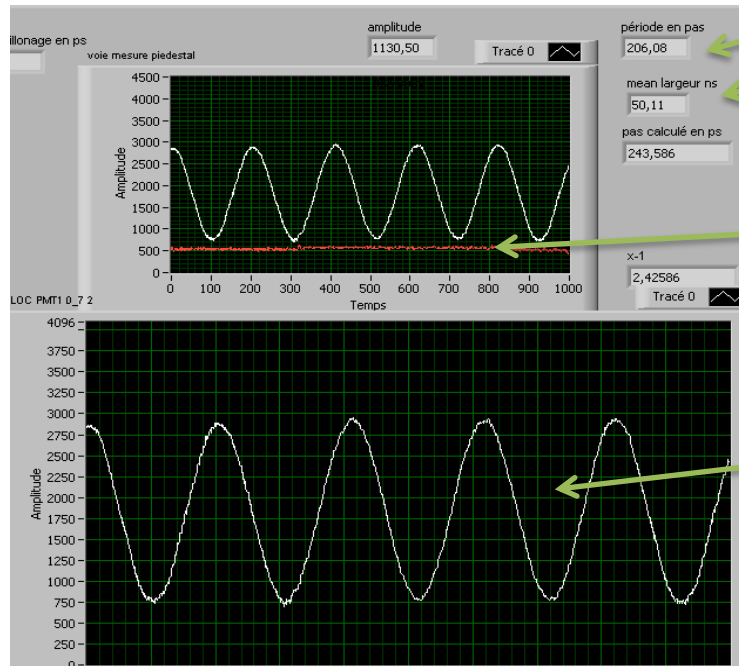 amplitude
1130,50
période en pas
206,08
illonage en ps
voie mesure piedestal
Tracé 0
mean largeur ns
50,11
pas calculé en ps
243,586
4500
4000
3500
3000
2500
2000
1500
1000
500
0
Amplitude
0 100 200 300 400 500 600 700 800 900 1000
Temps
x-1
2,42586
Tracé 0
LOC PMT1 0_7 2
4096
3750
3500
3250
3000
2750
2500
2250
2000
1750
1500
1250
1000
750
500
250
0
Amplitude